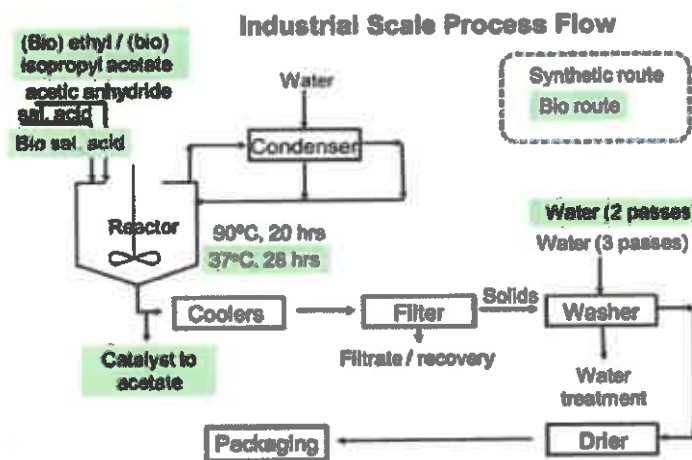 Industrial Scale Process Flow
(Bio) ethyl / (bio)
isopropyl acetate
acetic anhydride
sal. acid
Bio sal. acid
Water
Condenser
Synthetic route
Bio route
Reactor
90°C, 20 hrs
37°C, 28 hrs
Water (2 passes)
Water (3 passes)
Coolers
Filter
Solids
Washer
Catalyst to
acetate
Filtrate / recovery
Water
treatment
Packaging
Drier